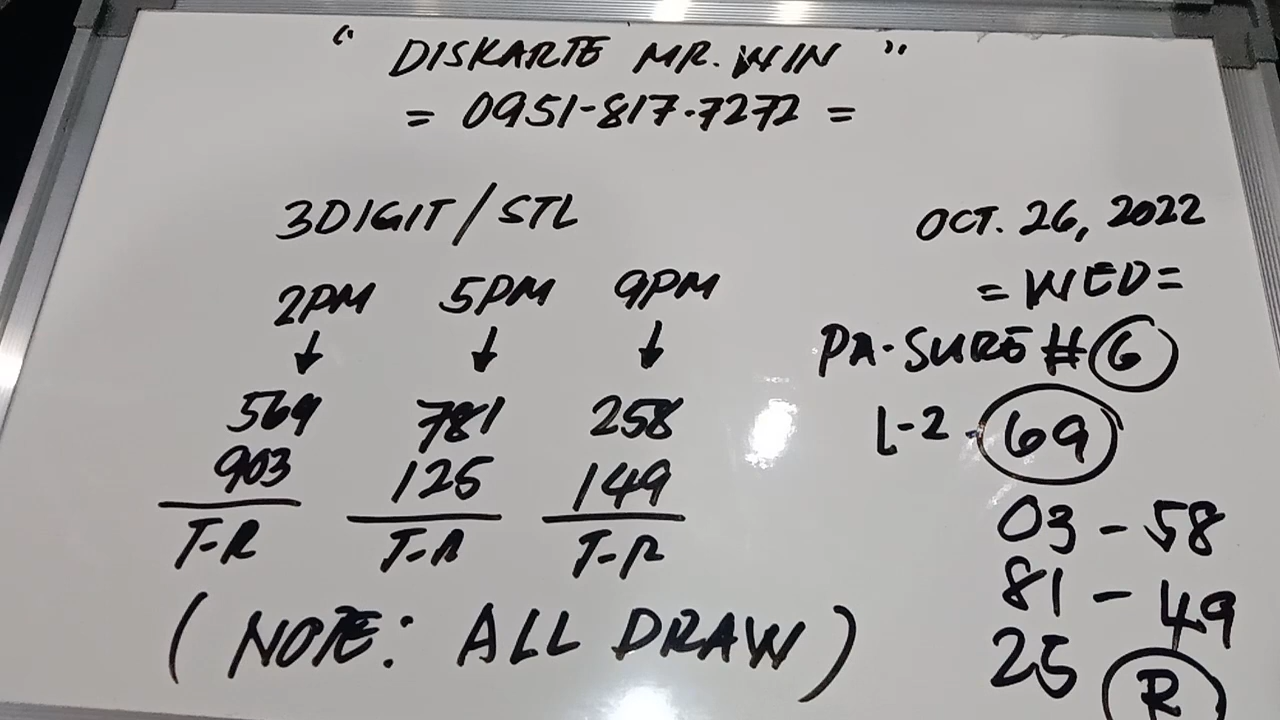 " DISKARTE MR. WIN "
= 0951-817-7272 =
3DIGIT/STL
2PM 5PM 9PM
569 781 258
903 125 149
T-R T-R T-R
(NOTE: ALL DRAW)
OCT. 26, 2022
= WED =
PA-SURE # 6
L-2 - 69
03 - 58
81 - 49
25 R